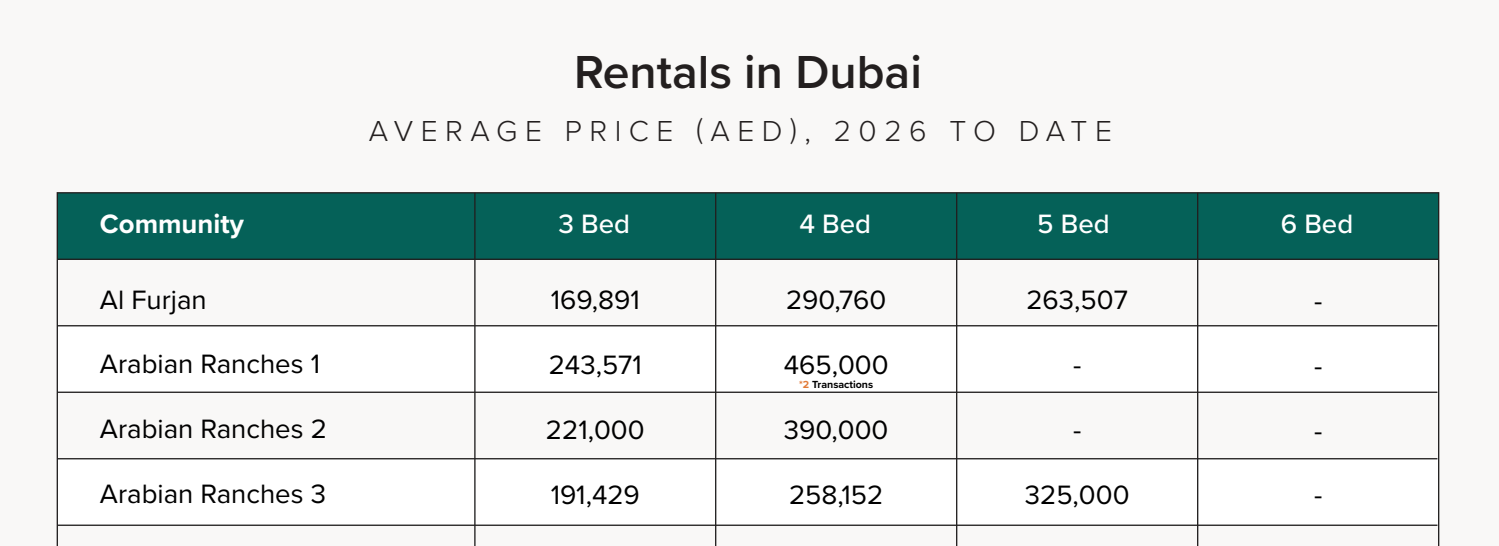 Rentals in Dubai
AVERAGE PRICE (AED), 2026 TO DATE
Community 3 Bed 4 Bed 5 Bed 6 Bed
Al Furjan 169,891 290,760 263,507 -
Arabian Ranches 1 243,571 465,000 - -
*2 Transactions
Arabian Ranches 2 221,000 390,000 - -
Arabian Ranches 3 191,429 258,152 325,000 -